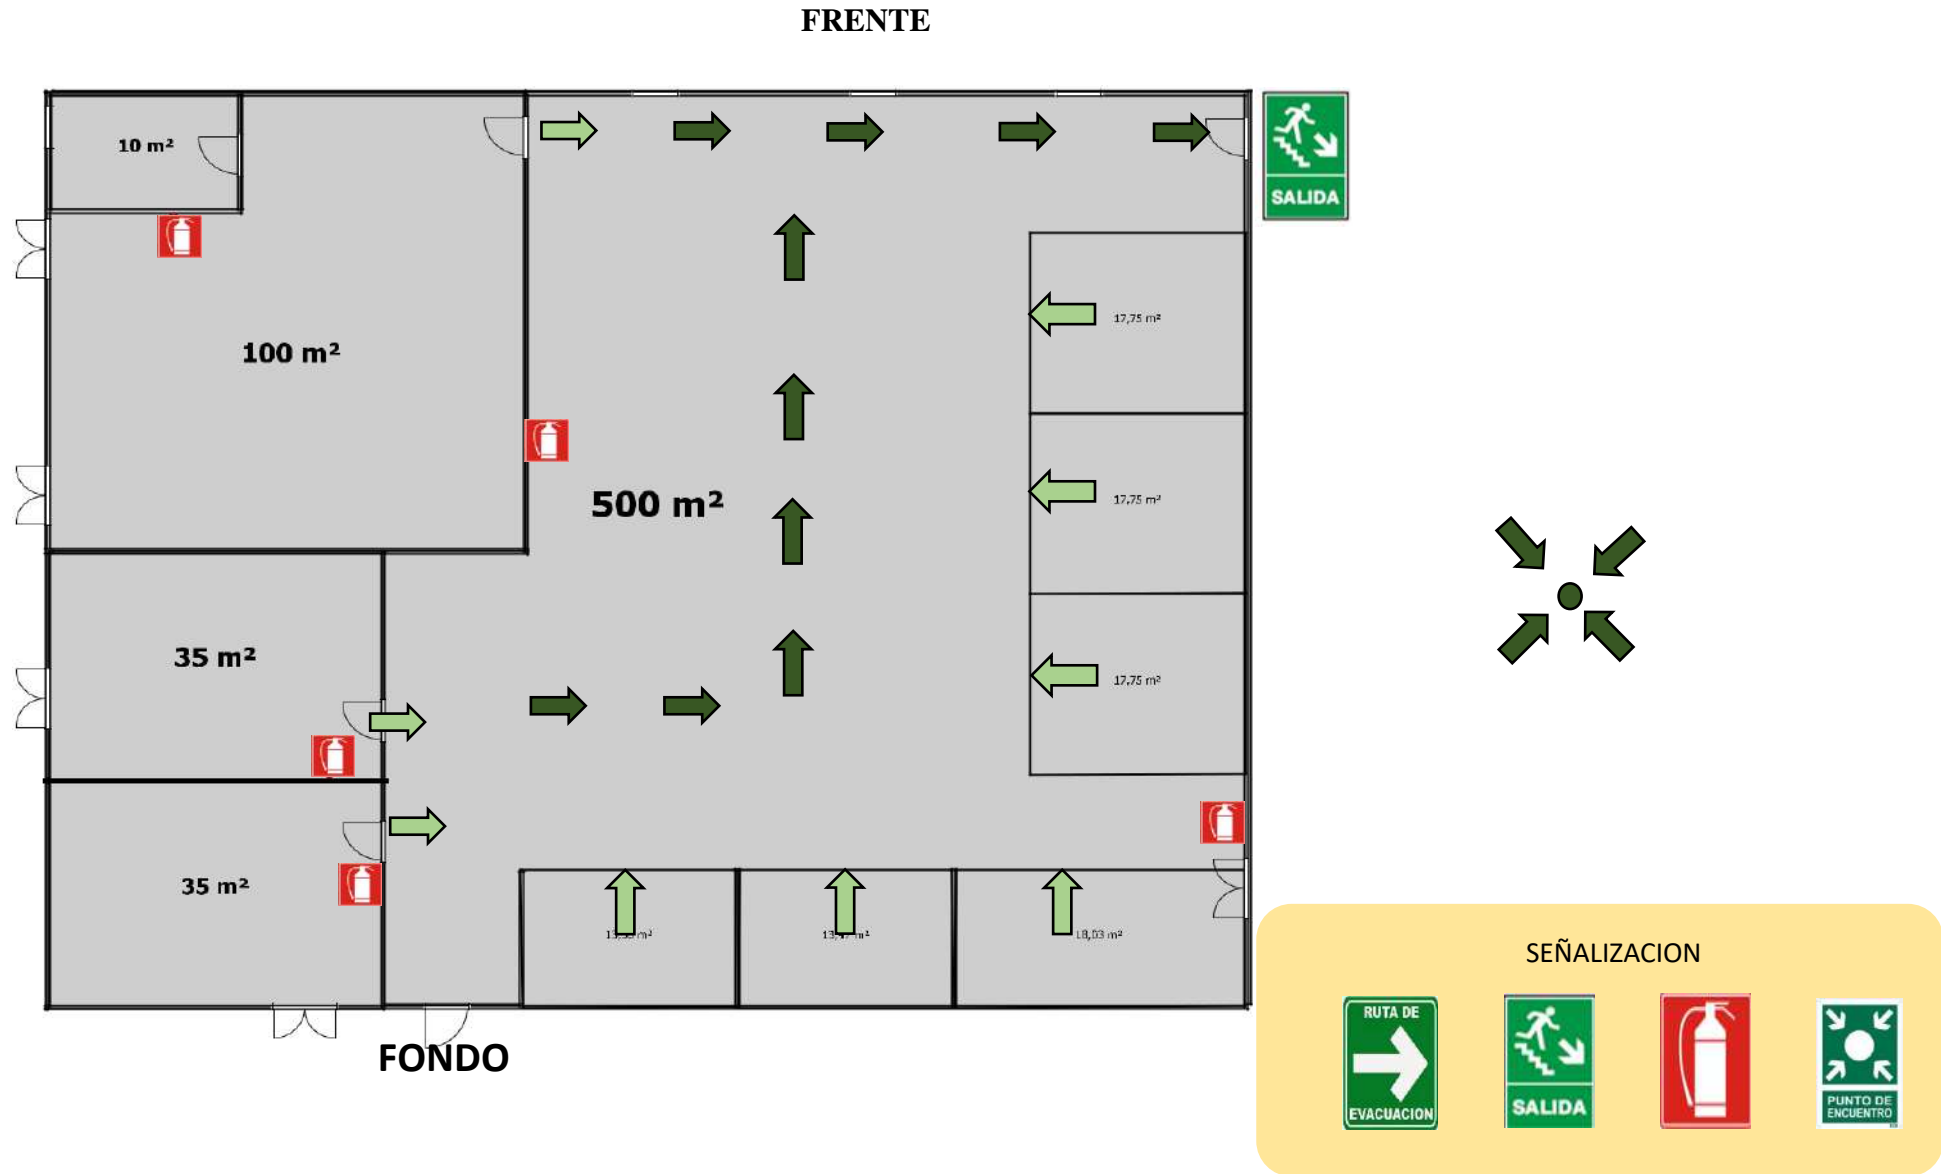 FRENTE
10 m²
SALIDA
17,75 m²
100 m²
500 m²
17,75 m²
35 m²
17,75 m²
35 m²
18,03 m²
FONDO
SEÑALIZACION
RUTA DE
EVACUACION
SALIDA
PUNTO DE
ENCUENTRO